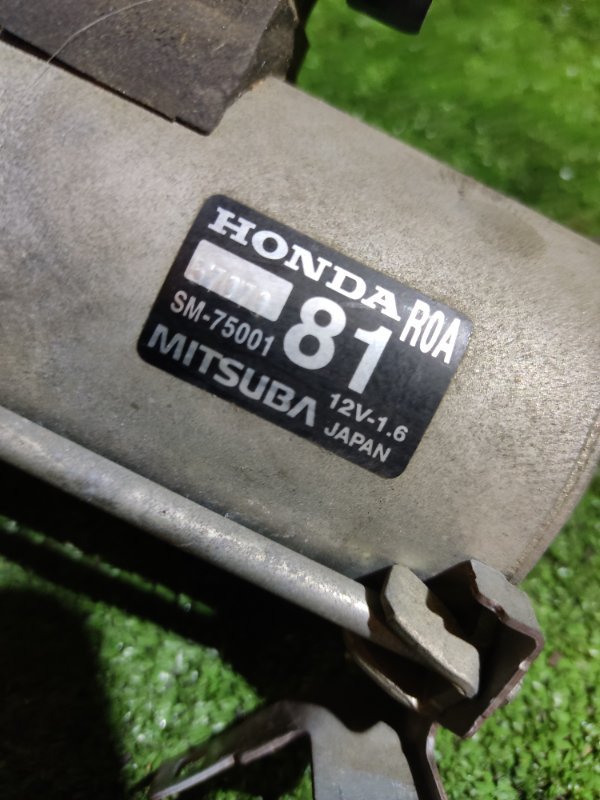 HONDA
81
R0A
SM-75001
MITSUBA
12V-1.6
JAPAN